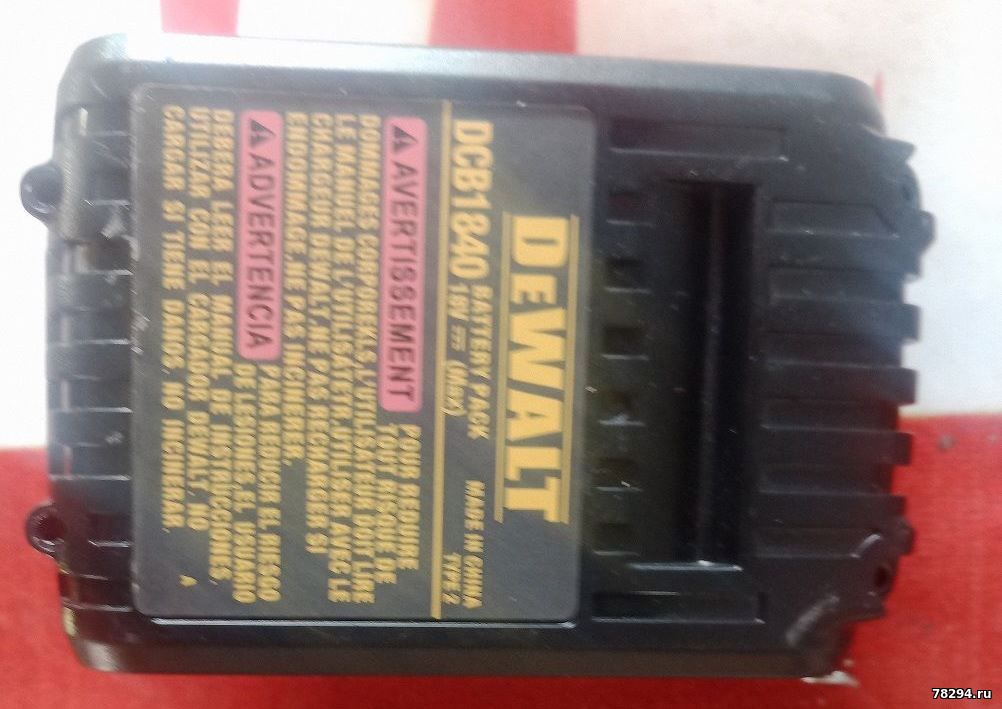 DEWALT
DCB1840 BATTERY PACK MADE IN CHINA
18V ⎓ (Max) TYPE 2
AVERTISSEMENT POUR REDUIRE
TOUT RISQUE DE
DOMMAGES CORPORELS, L'UTILISATEUR DOIT LIRE
LE MANUEL DE L'UTILISATETR. UTILISER AVEC LE
CHARGEUR DEWALT. NE PAS RECHARGER SI
ENDOMMAGE. NE PAS INCINERER.
ADVERTENCIA PARA REDUCIR EL RIESGO
DE LESIONES, EL USUARIO
DEBERA LEER EL MANUAL DE INSTRUCCIONES.
UTILIZAR CON EL CARGADOR DEWALT. NO
CARGAR SI TIENE DAÑOS. NO INCINERAR.
A
78294.ru